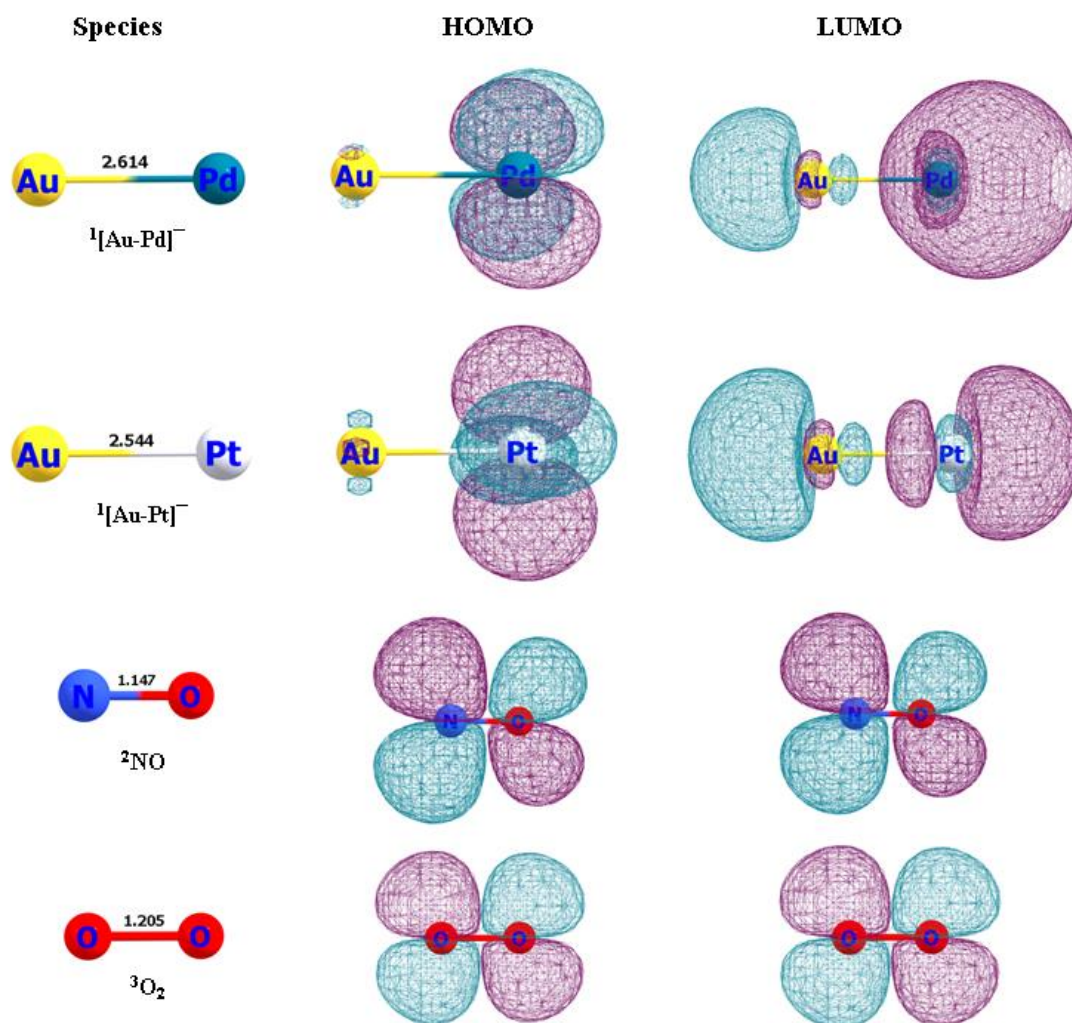 Species HOMO LUMO
2.614
Au Pd Au Pd Au Pd
¹[Au-Pd]⁻
2.544
Au Pt Au Pt Au Pt
¹[Au-Pt]⁻
1.147
N O N O N O
²NO
1.205
O O O O O O
³O₂